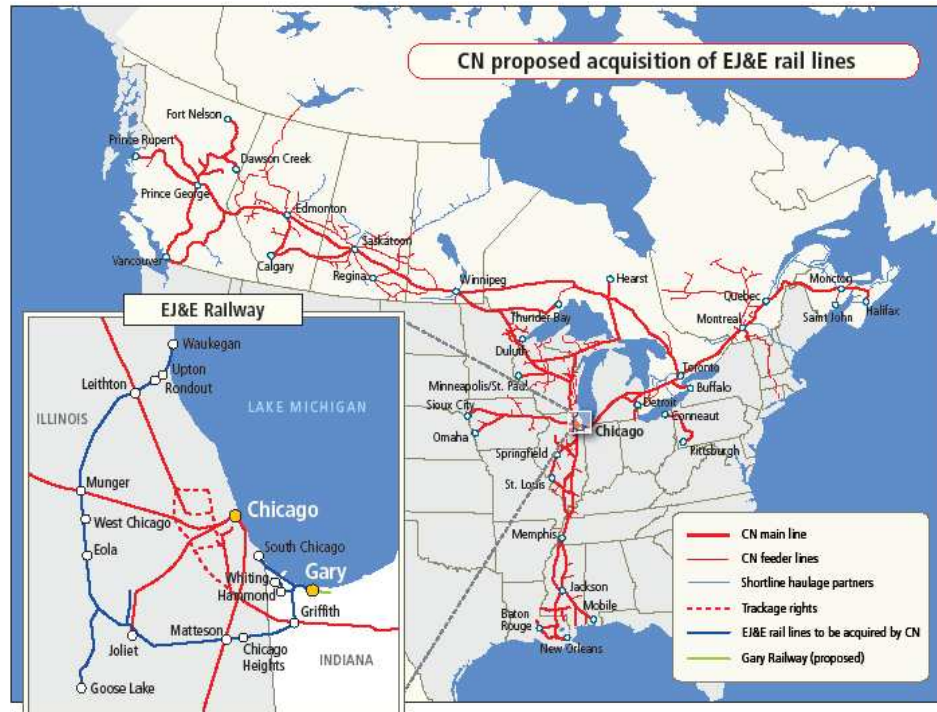 CN proposed acquisition of EJ&E rail lines
Fort Nelson
Prince Rupert
Dawson Creek
Prince George
Edmonton
Saskatoon
Vancouver
Calgary
Regina
Winnipeg
Hearst
Thunder Bay
Duluth
Quebec
Moncton
Montreal
Saint John
Halifax
Toronto
Minneapolis/St. Paul
Buffalo
Sioux City
Detroit
Conneaut
Omaha
Chicago
Springfield
Pittsburgh
St. Louis
Memphis
Jackson
Baton
Rouge
Mobile
New Orleans
EJ&E Railway
Waukegan
Upton
Rondout
Leithton
ILLINOIS
LAKE MICHIGAN
Munger
West Chicago
Chicago
Eola
South Chicago
Whiting
Gary
Hammond
Griffith
Matteson
Joliet
Chicago
Heights
INDIANA
Goose Lake
CN main line
CN feeder lines
Shortline haulage partners
Trackage rights
EJ&E rail lines to be acquired by CN
Gary Railway (proposed)